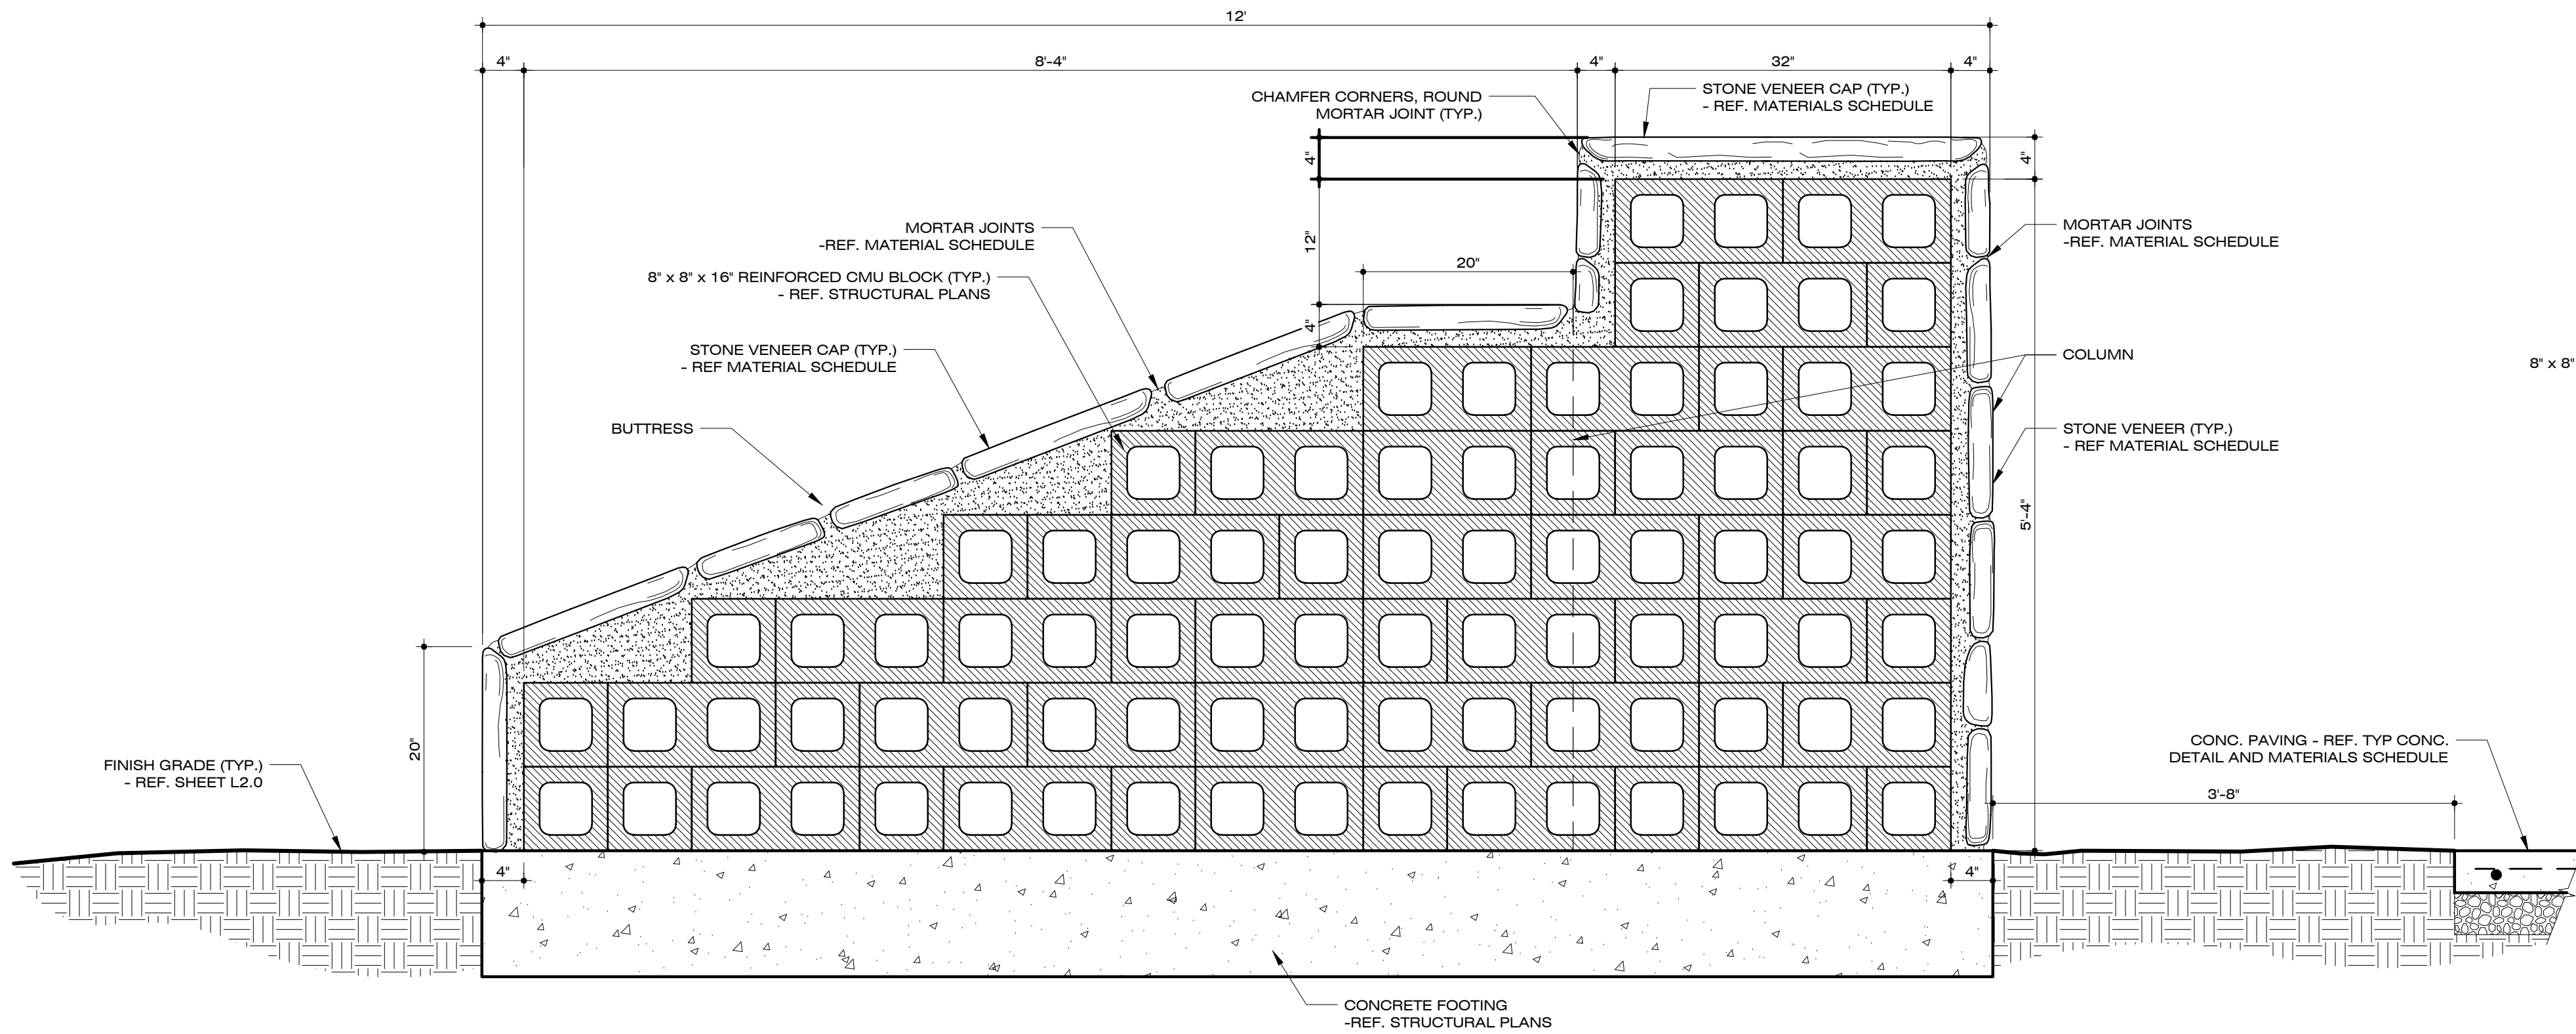 12'
4"
8'-4"
4"
32"
4"
CHAMFER CORNERS, ROUND
MORTAR JOINT (TYP.)
STONE VENEER CAP (TYP.)
- REF. MATERIALS SCHEDULE
4"
4"
MORTAR JOINTS
-REF. MATERIAL SCHEDULE
12"
MORTAR JOINTS
-REF. MATERIAL SCHEDULE
8" x 8" x 16" REINFORCED CMU BLOCK (TYP.)
- REF. STRUCTURAL PLANS
20"
4"
STONE VENEER CAP (TYP.)
- REF MATERIAL SCHEDULE
COLUMN
8" x 8"
BUTTRESS
STONE VENEER (TYP.)
- REF MATERIAL SCHEDULE
5'-4"
20"
FINISH GRADE (TYP.)
- REF. SHEET L2.0
CONC. PAVING - REF. TYP CONC.
DETAIL AND MATERIALS SCHEDULE
3'-8"
4"
4"
CONCRETE FOOTING
-REF. STRUCTURAL PLANS